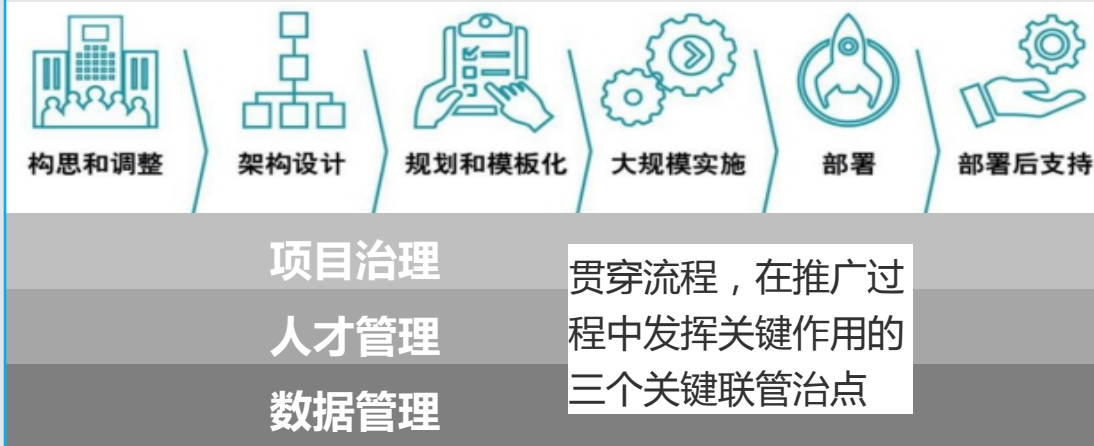 构思和调整 架构设计 规划和模板化 大规模实施 部署 部署后支持
项目治理
人才管理
数据管理
贯穿流程，在推广过
程中发挥关键作用的
三个关键联管治点